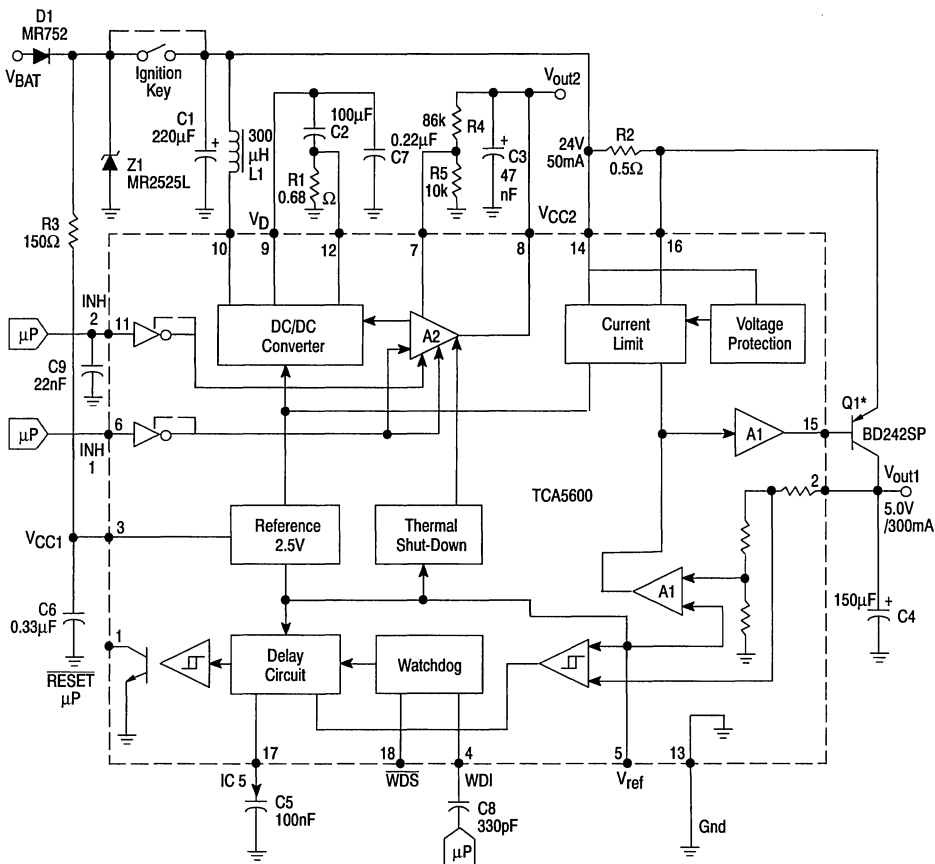 D1
MR752
VBAT
Ignition
Key
C1
220μF
+
300
μH
L1
100μF
C2
0.22μF
C7
R1
0.68 Ω
86k
R4
R5
10k
+
C3
47
nF
Vout2
24V
50mA
R2
0.5Ω
Z1
MR2525L
R3
150Ω
VD
VCC2
10
9
12
7
8
14
16
INH
2
11
μP
C9
22nF
DC/DC
Converter
A2
Current
Limit
Voltage
Protection
μP
6
INH
1
Q1*
BD242SP
A1
15
Vout1
5.0V
/300mA
2
TCA5600
VCC1
3
Reference
2.5V
Thermal
Shut-Down
A1
C6
0.33μF
150μF
+
C4
1
RESET
μP
Delay
Circuit
Watchdog
17
18
4
5
13
IC 5
WDS
WDI
Vref
C5
100nF
C8
330pF
Gnd
μP